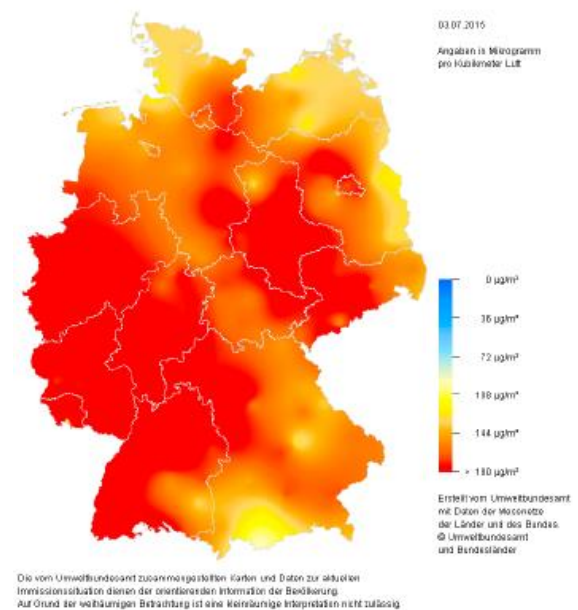 03.07.2015
Angaben in Mikrogramm
pro Kubikmeter Luft
0 µg/m³
36 µg/m³
72 µg/m³
108 µg/m³
144 µg/m³
> 180 µg/m³
Erstellt vom Umweltbundesamt
mit Daten der Messnetze
der Länder und des Bundes.
© Umweltbundesamt
und Bundesländer
Die vom Umweltbundesamt zusammengestellten Karten und Daten zur aktuellen
Immissionssituation dienen der orientierenden Information der Bevölkerung.
Auf Grund der weiträumigen Betrachtung ist eine kleinräumige Interpretation nicht zulässig.